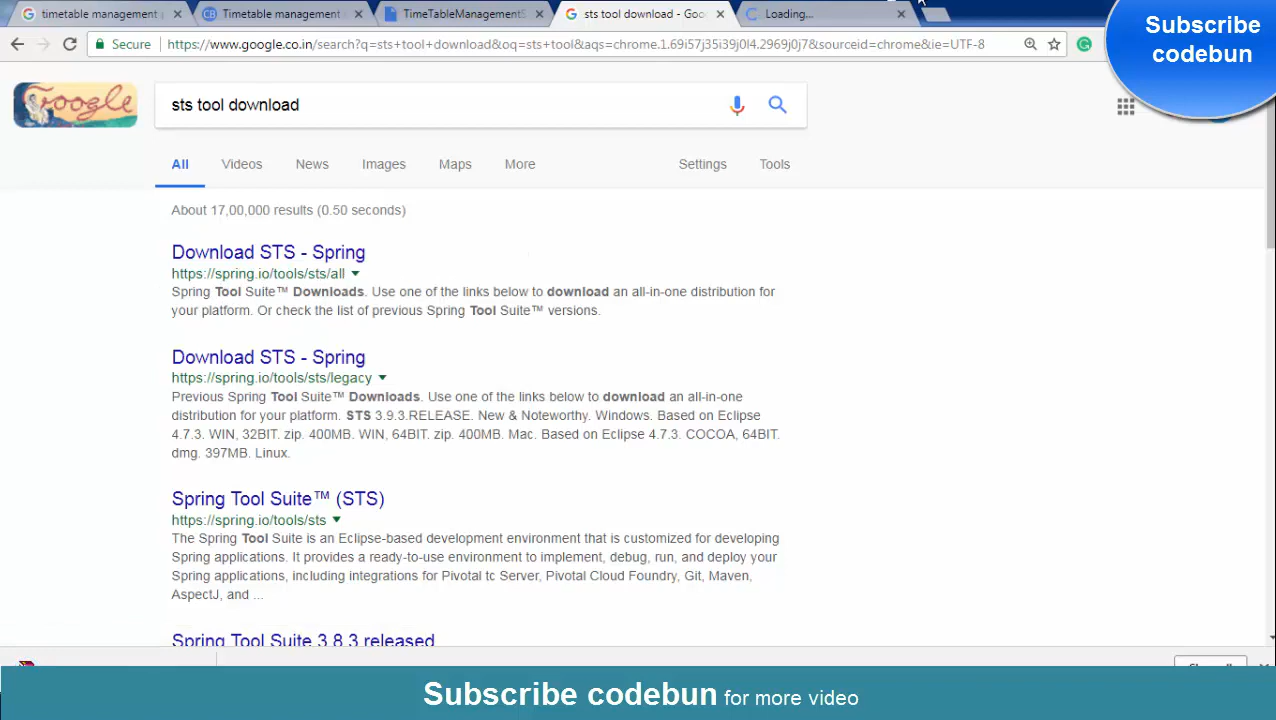 timetable management
Timetable management
TimeTableManagementS
sts tool download - Goo
Loading...
Secure
https://www.google.co.in/search?q=sts+tool+download&oq=sts+tool&aqs=chrome.1.69i57j35i39j0l4.2969j0j7&sourceid=chrome&ie=UTF-8
Subscribe
codebun
Google
sts tool download
All
Videos
News
Images
Maps
More
Settings
Tools
About 17,00,000 results (0.50 seconds)
Download STS - Spring
https://spring.io/tools/sts/all
Spring Tool Suite™ Downloads. Use one of the links below to download an all-in-one distribution for
your platform. Or check the list of previous Spring Tool Suite™ versions.
Download STS - Spring
https://spring.io/tools/sts/legacy
Previous Spring Tool Suite™ Downloads. Use one of the links below to download an all-in-one
distribution for your platform. STS 3.9.3.RELEASE. New & Noteworthy. Windows. Based on Eclipse
4.7.3. WIN, 32BIT. zip. 400MB. WIN, 64BIT. zip. 400MB. Mac. Based on Eclipse 4.7.3. COCOA, 64BIT.
dmg. 397MB. Linux.
Spring Tool Suite™ (STS)
https://spring.io/tools/sts
The Spring Tool Suite is an Eclipse-based development environment that is customized for developing
Spring applications. It provides a ready-to-use environment to implement, debug, run, and deploy your
Spring applications, including integrations for Pivotal tc Server, Pivotal Cloud Foundry, Git, Maven,
AspectJ, and ...
Spring Tool Suite 3.8.3 released
Subscribe codebun for more video